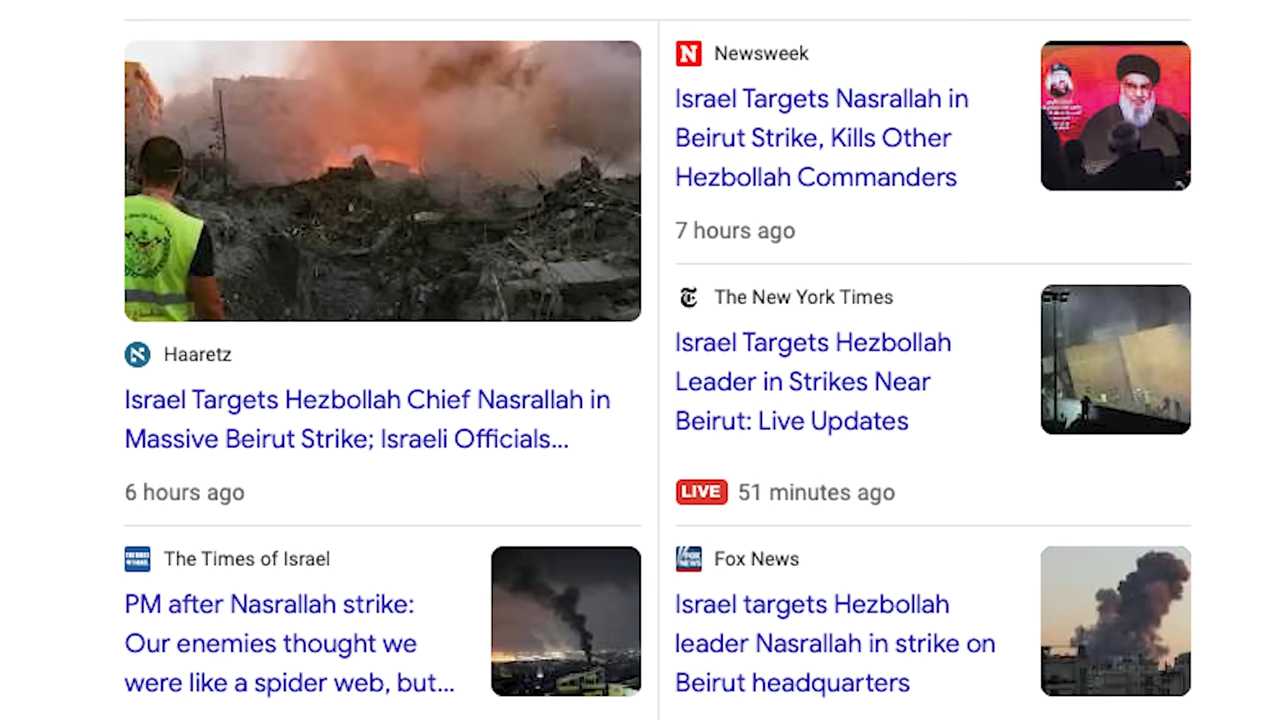 Haaretz
Israel Targets Hezbollah Chief Nasrallah in
Massive Beirut Strike; Israeli Officials...
6 hours ago
The Times of Israel
PM after Nasrallah strike:
Our enemies thought we
were like a spider web, but...
N Newsweek
Israel Targets Nasrallah in
Beirut Strike, Kills Other
Hezbollah Commanders
7 hours ago
The New York Times
Israel Targets Hezbollah
Leader in Strikes Near
Beirut: Live Updates
LIVE 51 minutes ago
FOX NEWS
Fox News
Israel targets Hezbollah
leader Nasrallah in strike on
Beirut headquarters